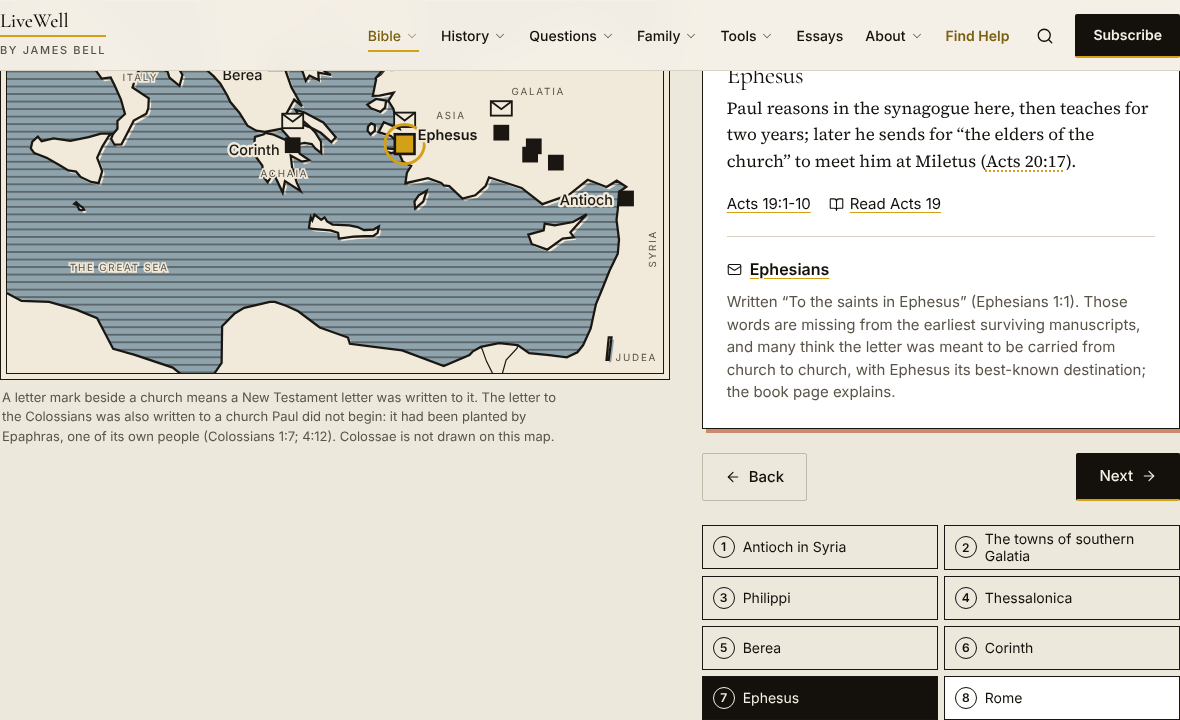 LiveWell
BY JAMES BELL
Bible
History
Questions
Family
Tools
Essays
About
Find Help
Subscribe
ITALY
Berea
GALATIA
ASIA
Ephesus
Corinth
ACHAIA
Antioch
SYRIA
THE GREAT SEA
JUDEA
A letter mark beside a church means a New Testament letter was written to it. The letter to
the Colossians was also written to a church Paul did not begin: it had been planted by
Epaphras, one of its own people (Colossians 1:7; 4:12). Colossae is not drawn on this map.
Ephesus
Paul reasons in the synagogue here, then teaches for
two years; later he sends for “the elders of the
church” to meet him at Miletus (Acts 20:17).
Acts 19:1-10
Read Acts 19
Ephesians
Written “To the saints in Ephesus” (Ephesians 1:1). Those
words are missing from the earliest surviving manuscripts,
and many think the letter was meant to be carried from
church to church, with Ephesus its best-known destination;
the book page explains.
Back
Next
1 Antioch in Syria
2 The towns of southern
Galatia
3 Philippi
4 Thessalonica
5 Berea
6 Corinth
7 Ephesus
8 Rome